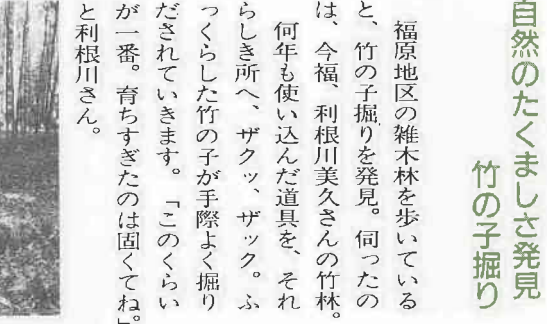 自然のたくましさ発見
竹の子掘り
福原地区の雑木林を歩いている
と、竹の子掘りを発見。伺ったの
は、今福、利根川美久さんの竹林。
何年も使い込んだ道具を、それ
らしき所へ、ザクッ、ザック。ふ
っくらした竹の子が手際よく掘り
だされていきます。「このくらい
が一番。育ちすぎたのは固くてね。」
と利根川さん。